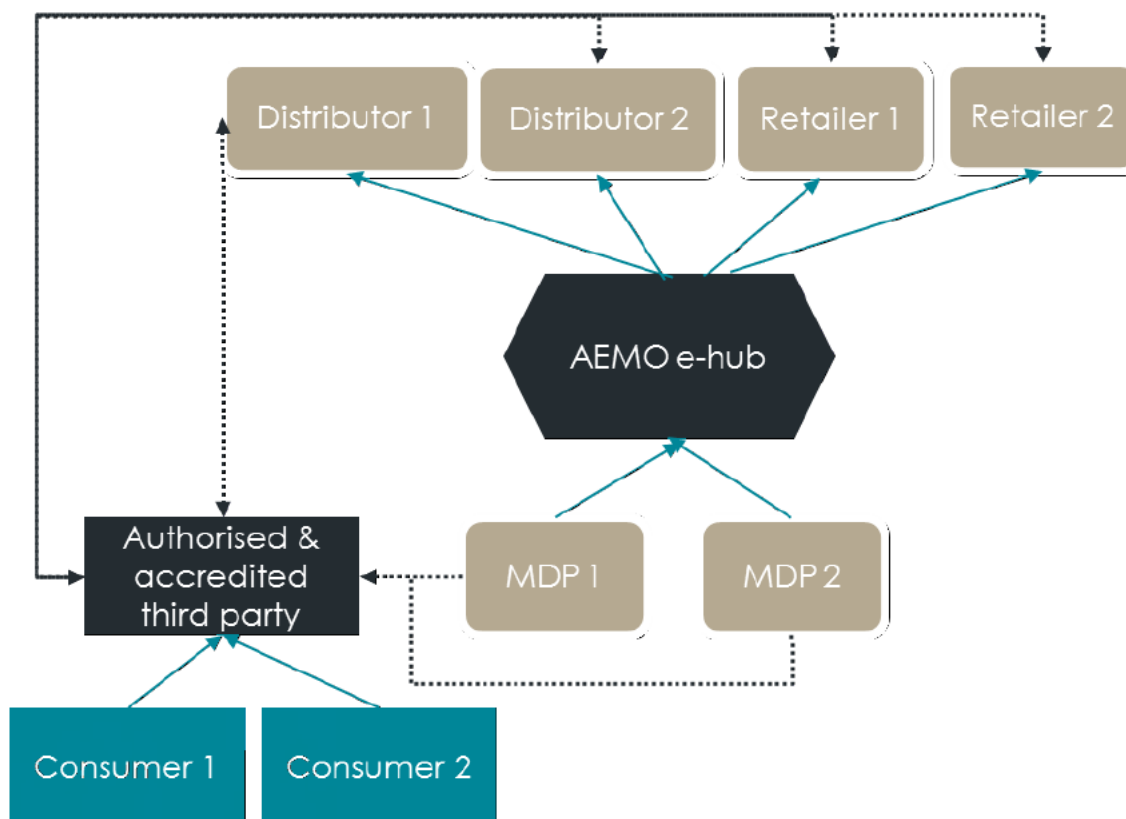 Distributor 1
Distributor 2
Retailer 1
Retailer 2
AEMO e-hub
Authorised &
accredited
third party
MDP 1
MDP 2
Consumer 1
Consumer 2